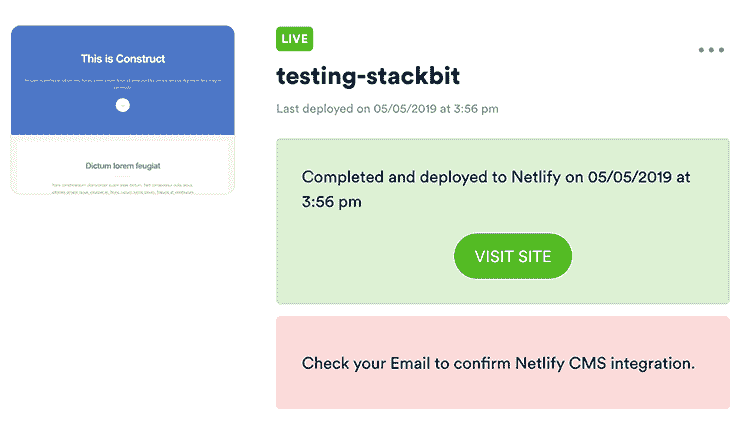 This is Construct
Dictum lorem feugiat
LIVE
testing-stackbit
Last deployed on 05/05/2019 at 3:56 pm
Completed and deployed to Netlify on 05/05/2019 at
3:56 pm
VISIT SITE
Check your Email to confirm Netlify CMS integration.